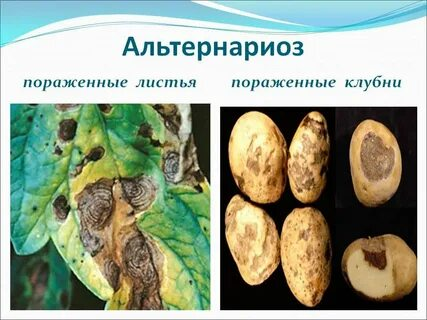 Альтернариоз
пораженные листья
пораженные клубни